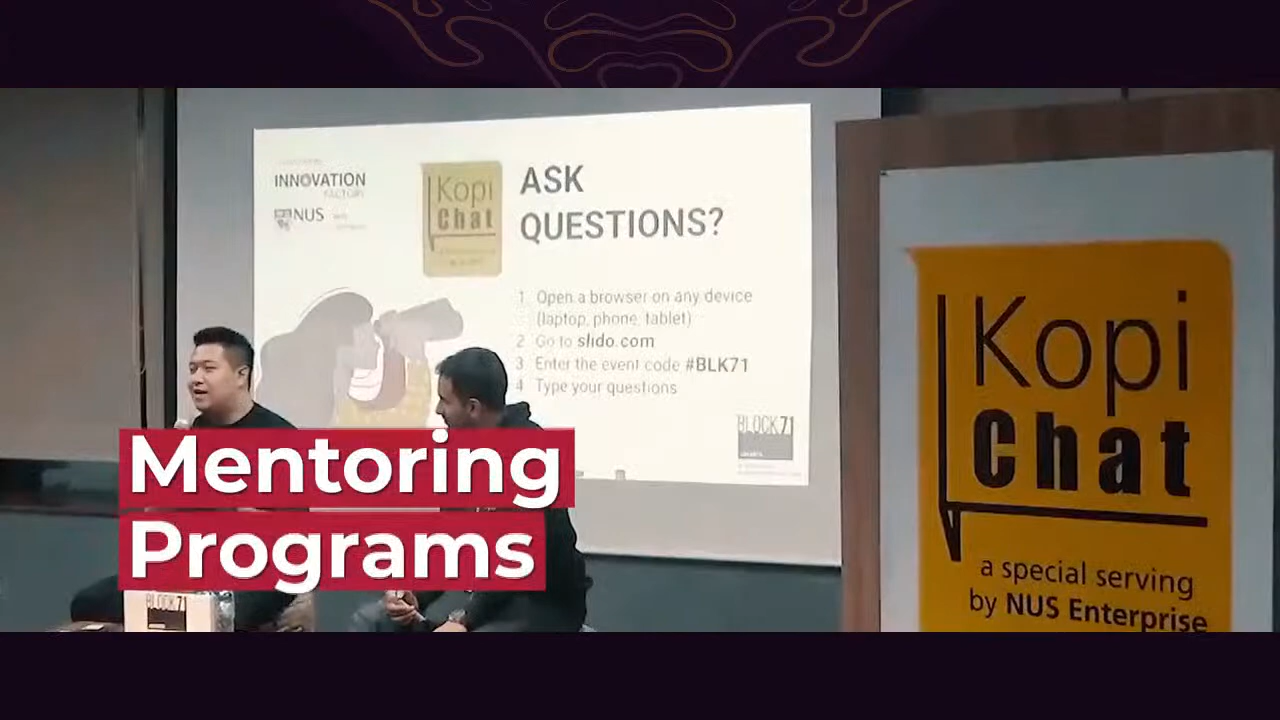 INNOVATION
FACTORY
NUS
Kopi
Chat
ASK
QUESTIONS?
1 Open a browser on any device
(laptop, phone, tablet)
2 Go to slido.com
3 Enter the event code #BLK71
4 Type your questions
BLOCK71
Mentoring
Programs
BLOCK71
Kopi
Chat
a special serving
by NUS Enterprise